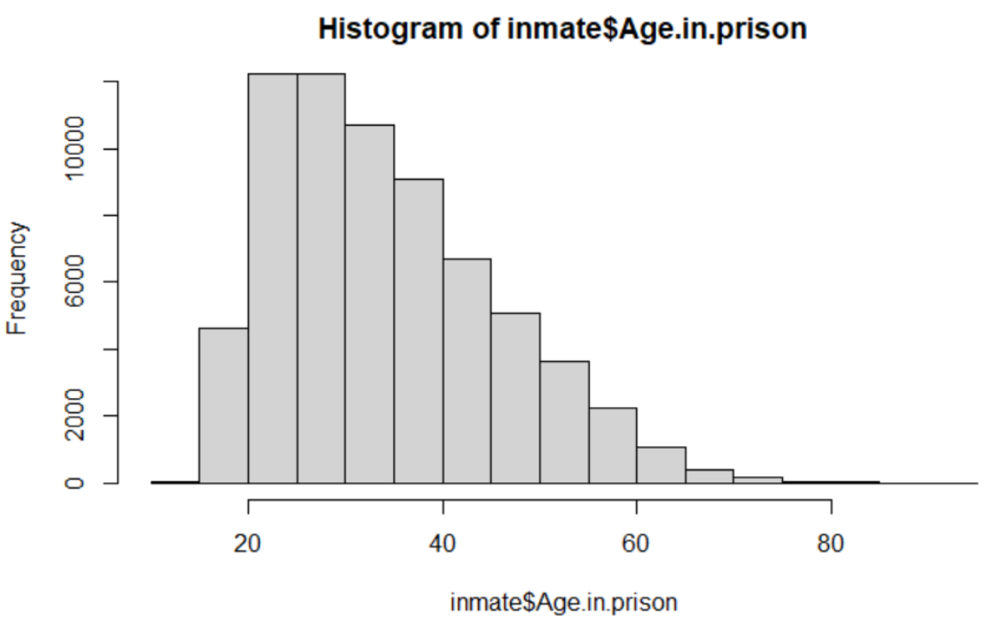 Histogram of inmate$Age.in.prison
Frequency
10000
6000
2000
0
20 40 60 80
inmate$Age.in.prison